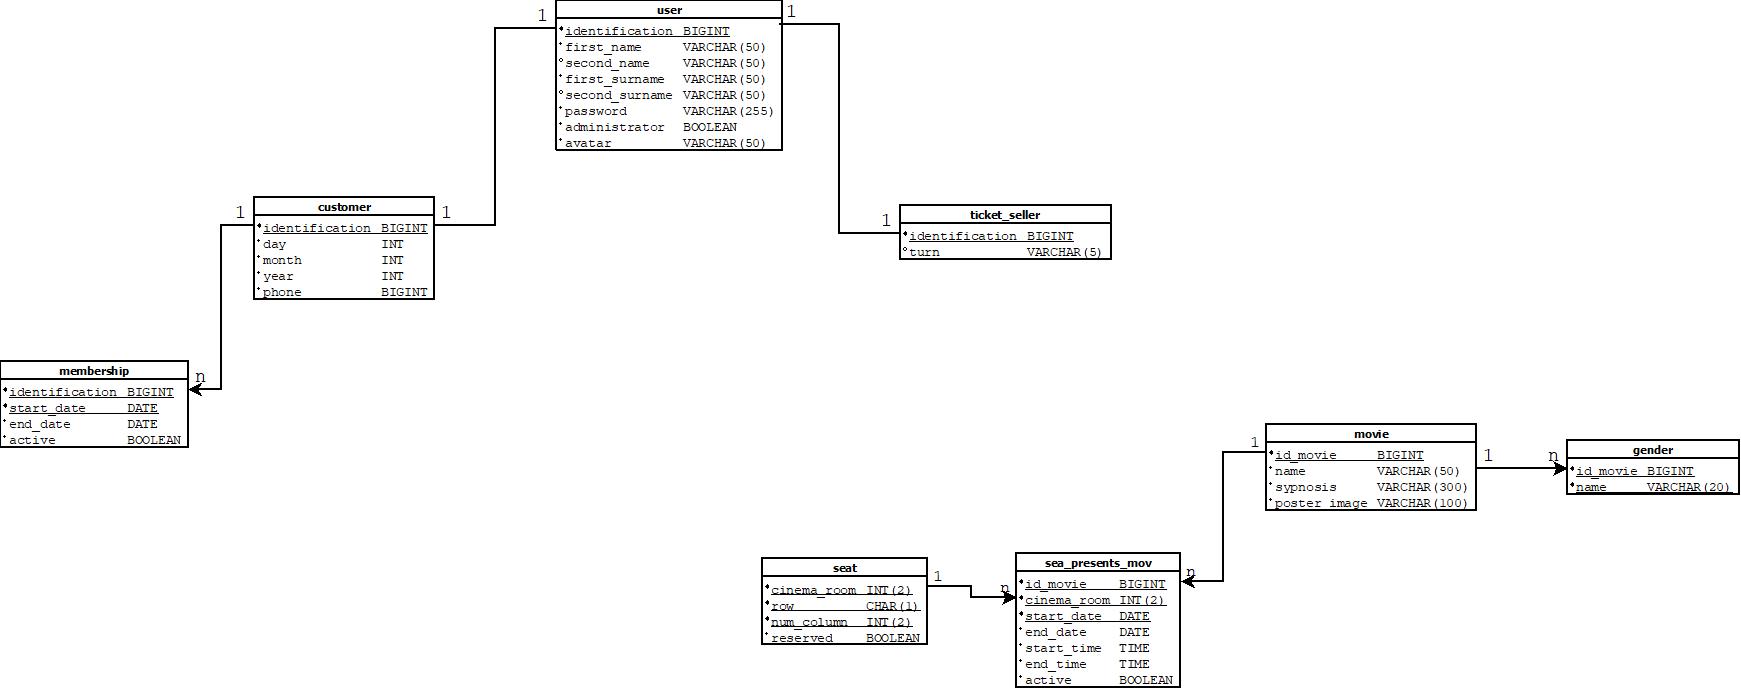 user
identification BIGINT
first_name VARCHAR(50)
second_name VARCHAR(50)
first_surname VARCHAR(50)
second_surname VARCHAR(50)
password VARCHAR(255)
administrator BOOLEAN
avatar VARCHAR(50)
1
1
customer
identification BIGINT
day INT
month INT
year INT
phone BIGINT
1
1
ticket_seller
identification BIGINT
turn VARCHAR(5)
1
membership
identification BIGINT
start_date DATE
end_date DATE
active BOOLEAN
n
movie
id_movie BIGINT
name VARCHAR(50)
sypnosis VARCHAR(300)
poster_image VARCHAR(100)
1
1
gender
id_movie BIGINT
name VARCHAR(20)
n
seat
cinema_room INT(2)
row CHAR(1)
num_column INT(2)
reserved BOOLEAN
1
n
sea_presents_mov
id_movie BIGINT
cinema_room INT(2)
start_date DATE
end_date DATE
start_time TIME
end_time TIME
active BOOLEAN
n